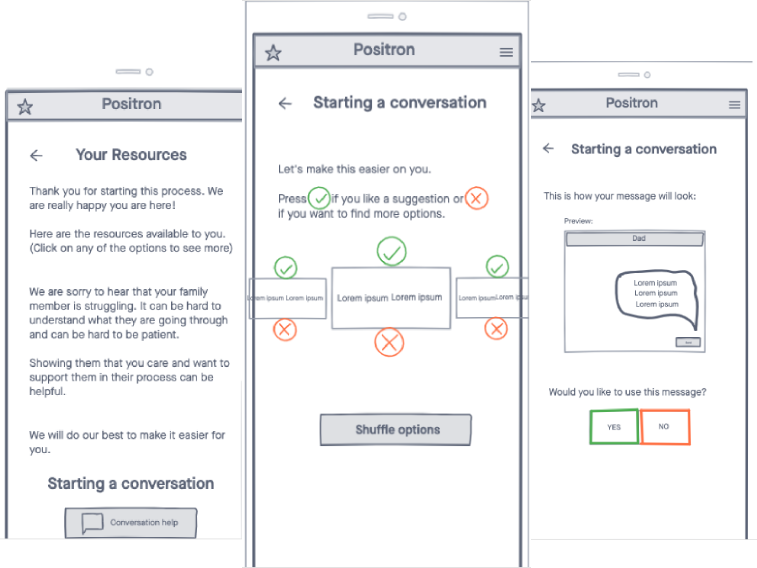 Positron
Your Resources
Thank you for starting this process. We
are really happy you are here!
Here are the resources available to you.
(Click on any of the options to see more)
We are sorry to hear that your family
member is struggling. It can be hard to
understand what they are going through
and can be hard to be patient.
Showing them that you care and want to
support them in their process can be
helpful.
We will do our best to make it easier for
you.
Starting a conversation
Conversation help
Positron
Starting a conversation
Let's make this easier on you.
Press if you like a suggestion or
if you want to find more options.
Lorem ipsum Lorem ipsum
Lorem ipsum Lorem ipsum
Lorem ipsum Lorem ipsum
Shuffle options
Positron
Starting a conversation
This is how your message will look:
Preview:
Dad
Lorem ipsum
Lorem ipsum
Lorem ipsum
Would you like to use this message?
YES
NO